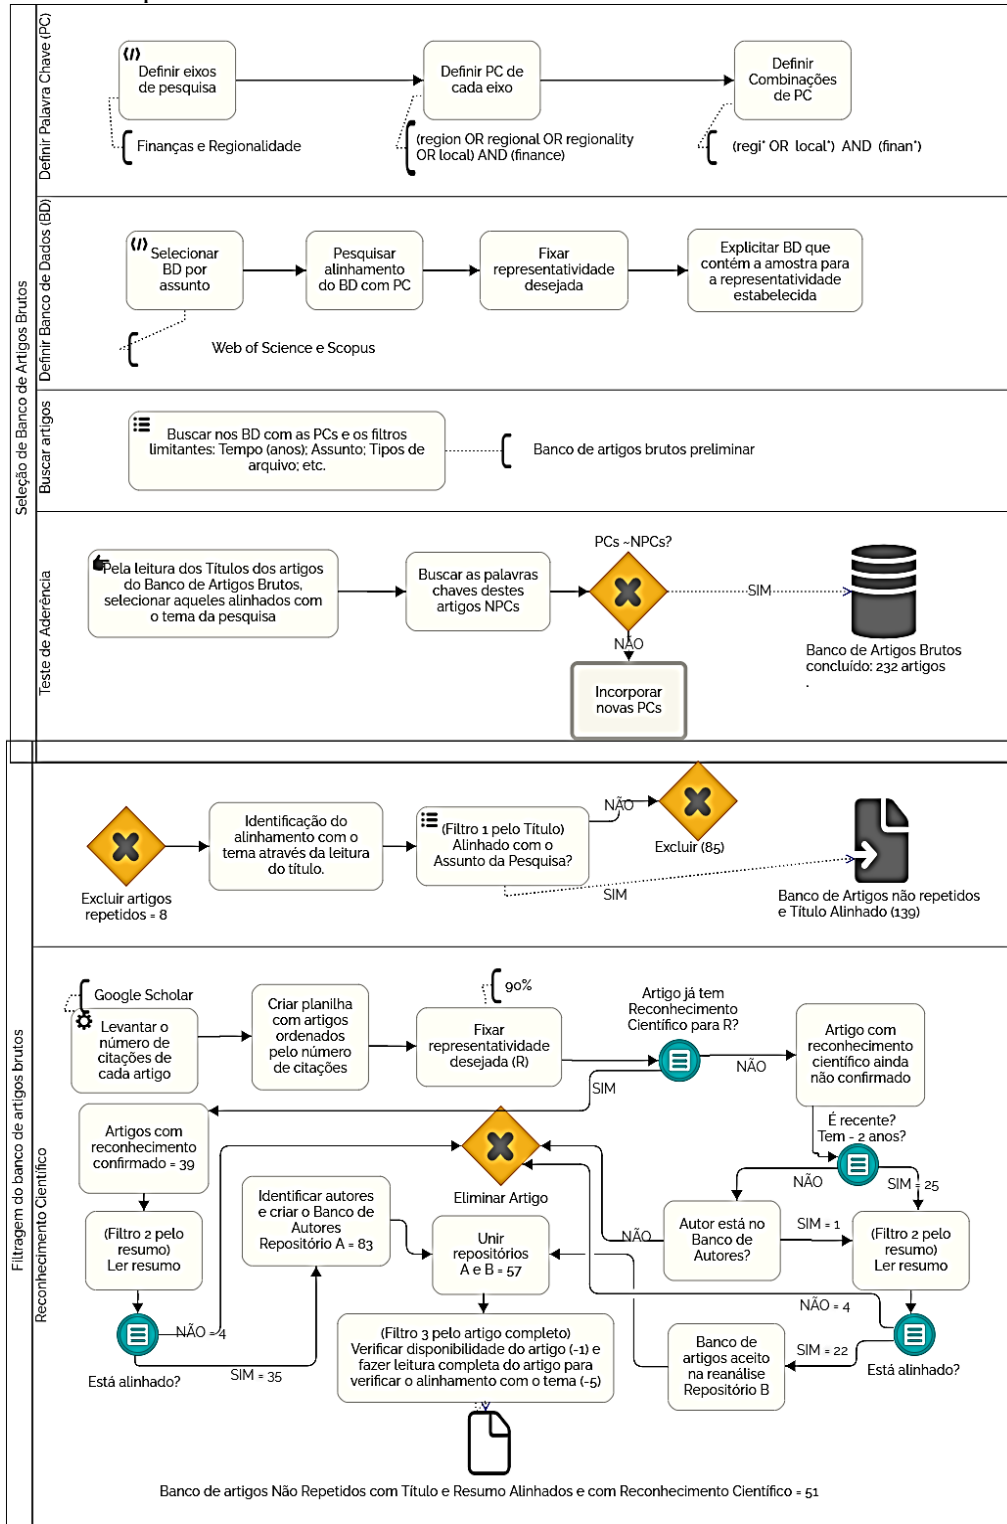 Seleção de Banco de Artigos Brutos
Definir Palavra Chave (PC)
Definir eixos
de pesquisa
Definir PC de
cada eixo
Definir
Combinações
de PC
Finanças e Regionalidade
(region OR regional OR regionality
OR local) AND (finance)
(regi* OR local*) AND (finan*)
Definir Banco de Dados (BD)
Selecionar
BD por
assunto
Pesquisar
alinhamento
do BD com PC
Fixar
representatividade
desejada
Explicitar BD que
contém a amostra para
a representatividade
estabelecida
Web of Science e Scopus
Buscar artigos
Buscar nos BD com as PCs e os filtros
limitantes: Tempo (anos); Assunto; Tipos de
arquivo; etc.
Banco de artigos brutos preliminar
Teste de Aderência
Pela leitura dos Títulos dos artigos
do Banco de Artigos Brutos,
selecionar aqueles alinhados com
o tema da pesquisa
Buscar as palavras
chaves destes
artigos NPCs
PCs ~NPCs?
SIM
NÃO
Incorporar
novas PCs
Banco de Artigos Brutos
concluído: 232 artigos
.
Filtragem do banco de artigos brutos
Excluir artigos
repetidos = 8
Identificação do
alinhamento com o
tema através da leitura
do título.
(Filtro 1 pelo Título)
Alinhado com o
Assunto da Pesquisa?
NÃO
Excluir (85)
SIM
Banco de Artigos não repetidos
e Título Alinhado (139)
Reconhecimento Científico
Google Scholar
Levantar o
número de
citações de
cada artigo
Criar planilha
com artigos
ordenados
pelo número
de citações
90%
Fixar
representatividade
desejada (R)
Artigo já tem
Reconhecimento
Científico para R?
NÃO
SIM
Artigo com
reconhecimento
científico ainda
não confirmado
É recente?
Tem - 2 anos?
NÃO
SIM = 25
Artigos com
reconhecimento
confirmado = 39
Eliminar Artigo
Identificar autores
e criar o Banco de
Autores
Repositório A = 83
Unir
repositórios
A e B = 57
NÃO
Autor está no
Banco de
Autores?
SIM = 1
(Filtro 2 pelo
resumo)
Ler resumo
(Filtro 2 pelo
resumo)
Ler resumo
NÃO = 4
NÃO = 4
SIM = 35
Está alinhado?
(Filtro 3 pelo artigo completo)
Verificar disponibilidade do artigo (-1) e
fazer leitura completa do artigo para
verificar o alinhamento com o tema (-5)
Banco de
artigos aceito
na reanálise
Repositório B
SIM = 22
Está alinhado?
Banco de artigos Não Repetidos com Título e Resumo Alinhados e com Reconhecimento Científico = 51